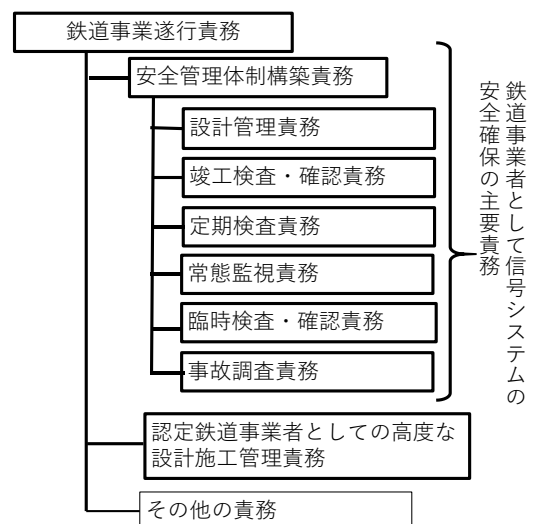 鉄道事業遂行責務
安全管理体制構築責務
設計管理責務
竣工検査・確認責務
定期検査責務
常態監視責務
臨時検査・確認責務
事故調査責務
鉄道事業者として信号システムの
安全確保の主要責務
認定鉄道事業者としての高度な
設計施工管理責務
その他の責務